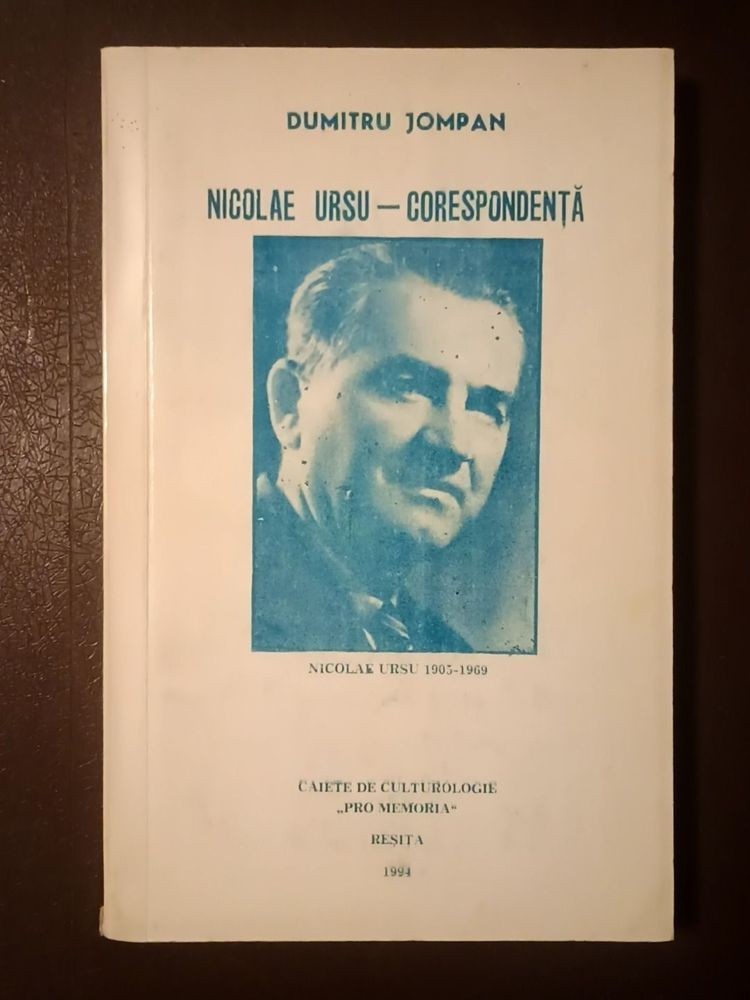 DUMITRU JOMPAN
NICOLAE URSU — CORESPONDENȚĂ
NICOLAE URSU 1905-1969
CAIETE DE CULTUROLOGIE
„PRO MEMORIA“
REȘIȚA
1994